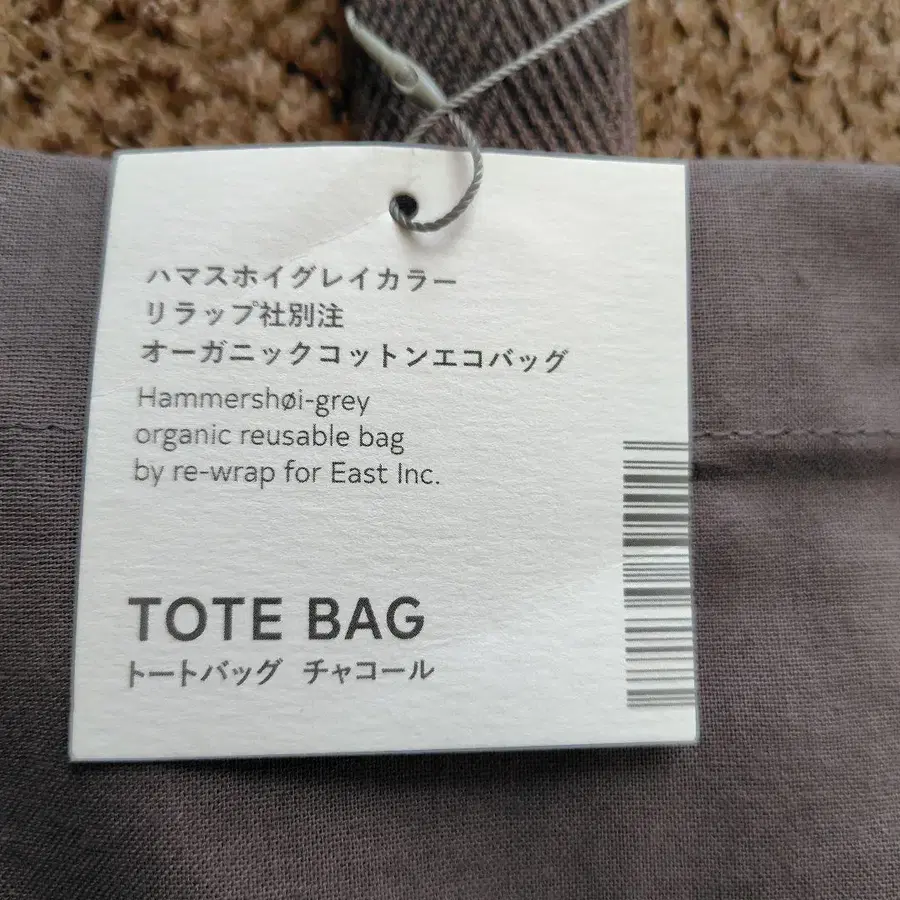 ハマスホイグレイカラー
リラップ社別注
オーガニックコットンエコバッグ
Hammershøi-grey
organic reusable bag
by re-wrap for East Inc.
TOTE BAG
トートバッグ チャコール